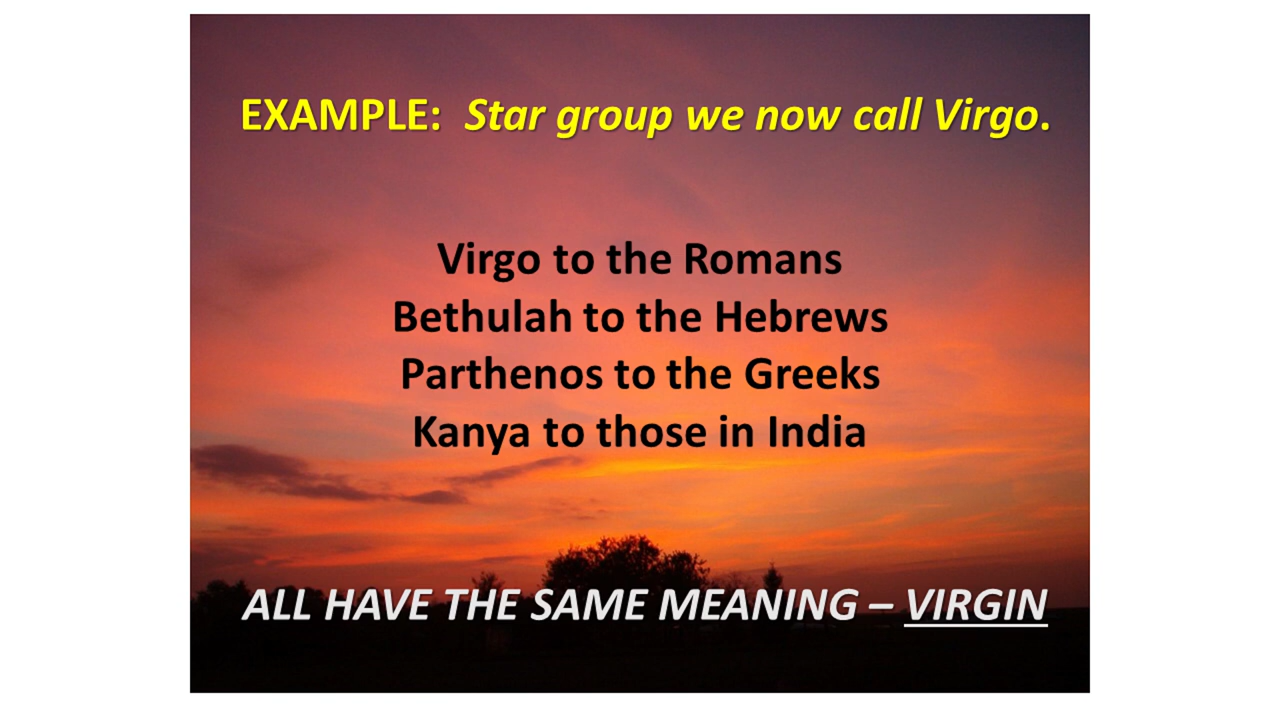 EXAMPLE: Star group we now call Virgo.
Virgo to the Romans
Bethulah to the Hebrews
Parthenos to the Greeks
Kanya to those in India
ALL HAVE THE SAME MEANING – VIRGIN